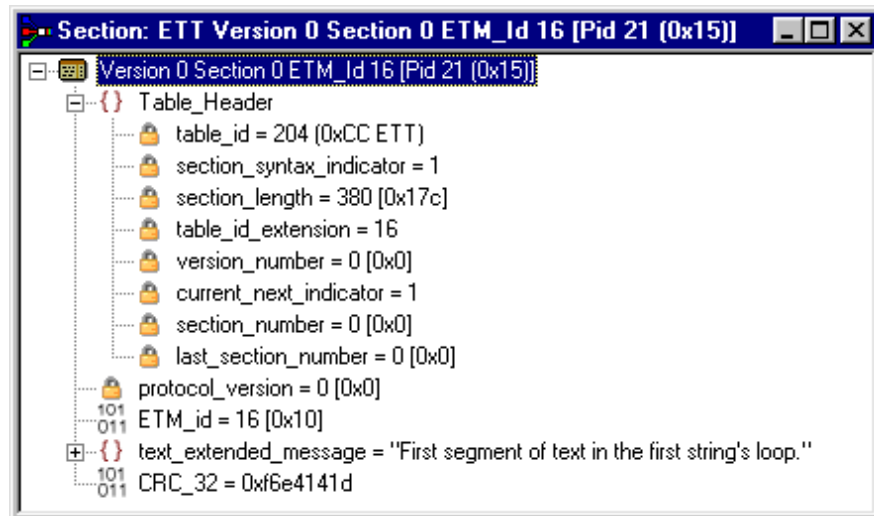 Section: ETT Version 0 Section 0 ETM_Id 16 [Pid 21 (0x15)]
Version 0 Section 0 ETM_Id 16 [Pid 21 (0x15)]
{} Table_Header
table_id = 204 (0xCC ETT)
section_syntax_indicator = 1
section_length = 380 [0x17c]
table_id_extension = 16
version_number = 0 [0x0]
current_next_indicator = 1
section_number = 0 [0x0]
last_section_number = 0 [0x0]
protocol_version = 0 [0x0]
101
011 ETM_id = 16 [0x10]
{} text_extended_message = "First segment of text in the first string's loop."
101
011 CRC_32 = 0xf6e4141d